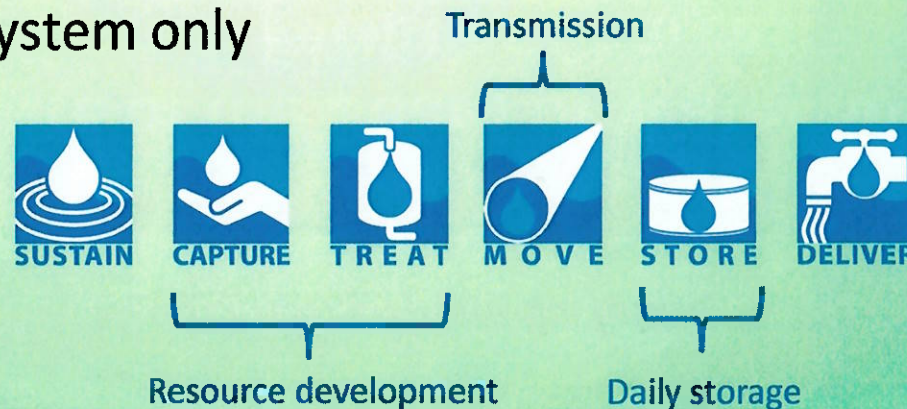 ystem only
Transmission
SUSTAIN CAPTURE TREAT MOVE STORE DELIVER
Resource development Daily storage